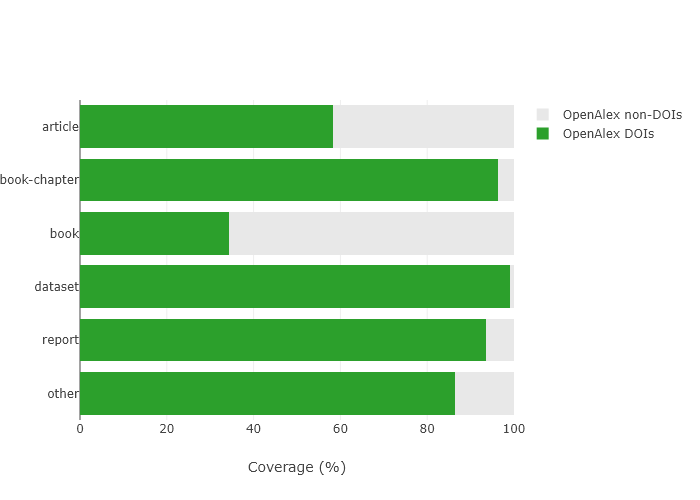 OpenAlex non-DOIs
OpenAlex DOIs
article
book-chapter
book
dataset
report
other
0 20 40 60 80 100
Coverage (%)